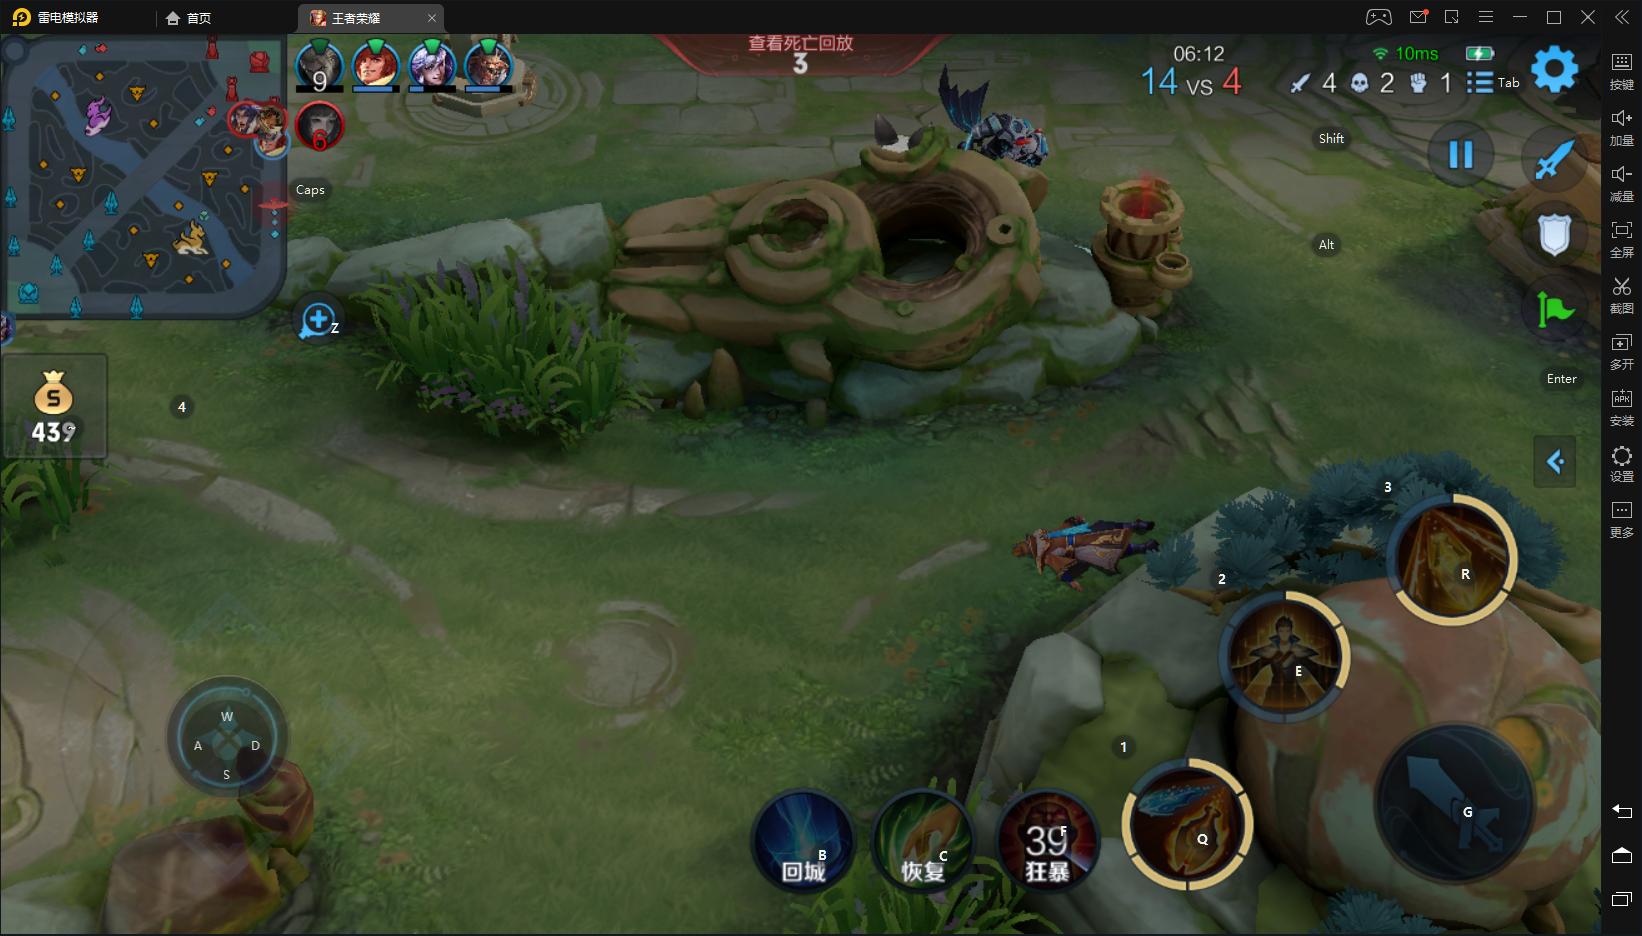 雷电模拟器
首页
王者荣耀
查看死亡回放
3
06:12
14 vs 4
10ms
4
2
1
Tab
9
6
Caps
Shift
Alt
Z
S
439
4
Enter
按键
加量
减量
全屏
截图
多开
安装
设置
更多
APK
3
R
2
E
1
Q
G
W
A
D
S
B
回城
C
恢复
39
F
狂暴